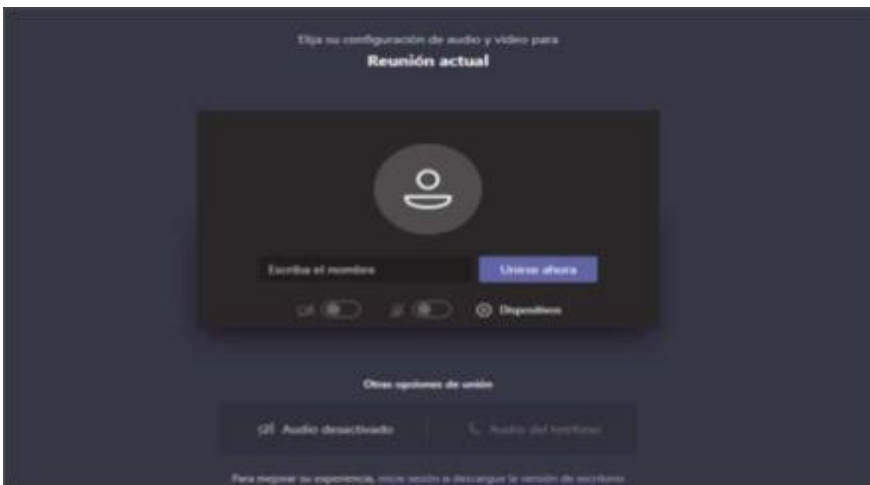 Elija su configuración de audio y video para
Reunión actual
Escriba el nombre
Unirse ahora
Dispositivos
Otras opciones de unión
Audio desactivado
Audio del teléfono
Para mejorar su experiencia, inicie sesión o descargue la versión de escritorio